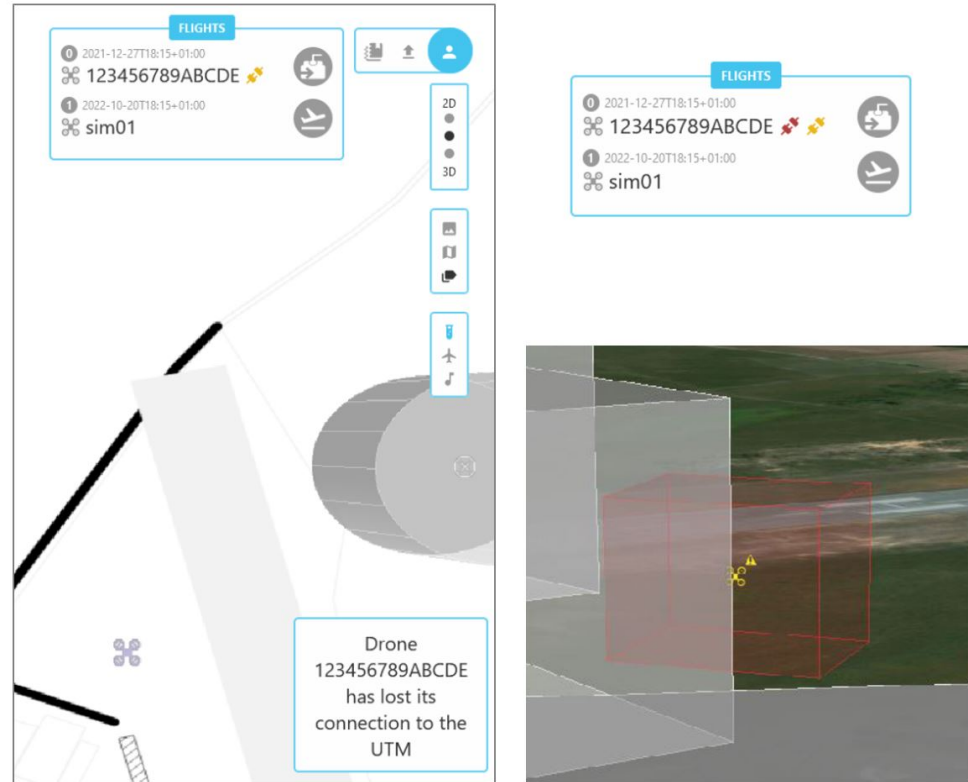 FLIGHTS
0 2021-12-27T18:15+01:00
123456789ABCDE
1 2022-10-20T18:15+01:00
sim01
2D
3D
Drone
123456789ABCDE
has lost its
connection to the
UTM
FLIGHTS
0 2021-12-27T18:15+01:00
123456789ABCDE
1 2022-10-20T18:15+01:00
sim01